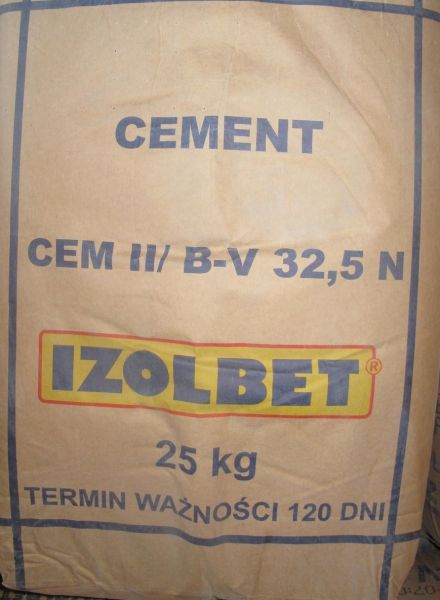 CEMENT
CEM II/ B-V 32,5 N
IZOLBET®
25 kg
TERMIN WAŻNOŚCI 120 DNI